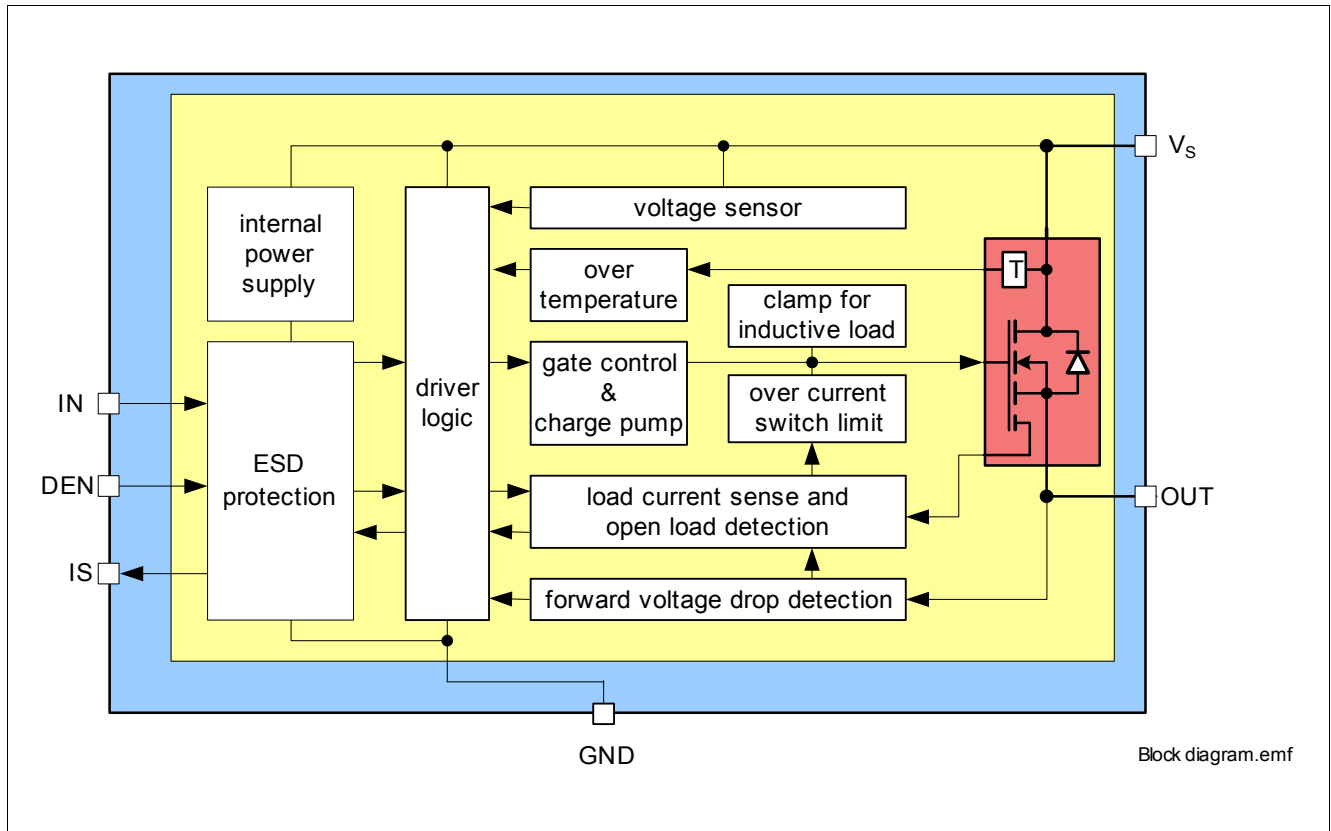 V_S
voltage sensor
internal
power
supply
T
over
temperature
clamp for
inductive load
gate control
&
charge pump
driver
logic
over current
switch limit
IN
ESD
protection
DEN
load current sense and
open load detection
OUT
IS
forward voltage drop detection
GND
Block diagram.emf